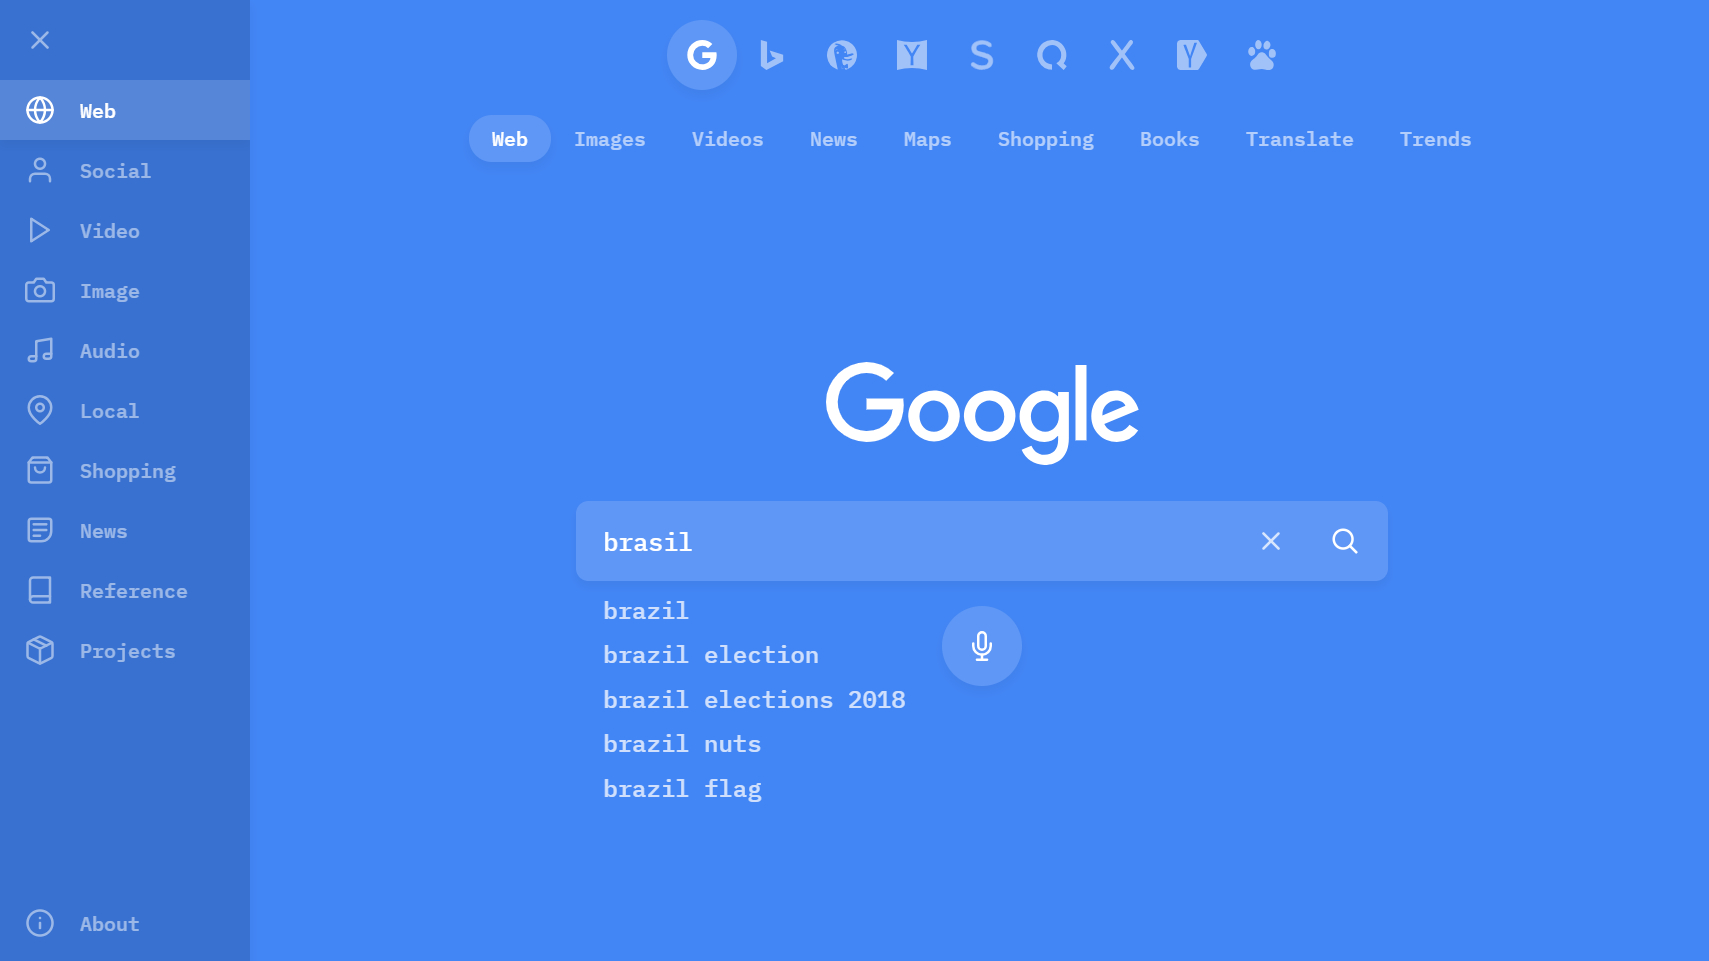 Web
Social
Video
Image
Audio
Local
Shopping
News
Reference
Projects
About
Web Images Videos News Maps Shopping Books Translate Trends
Google
brasil
brazil
brazil election
brazil elections 2018
brazil nuts
brazil flag